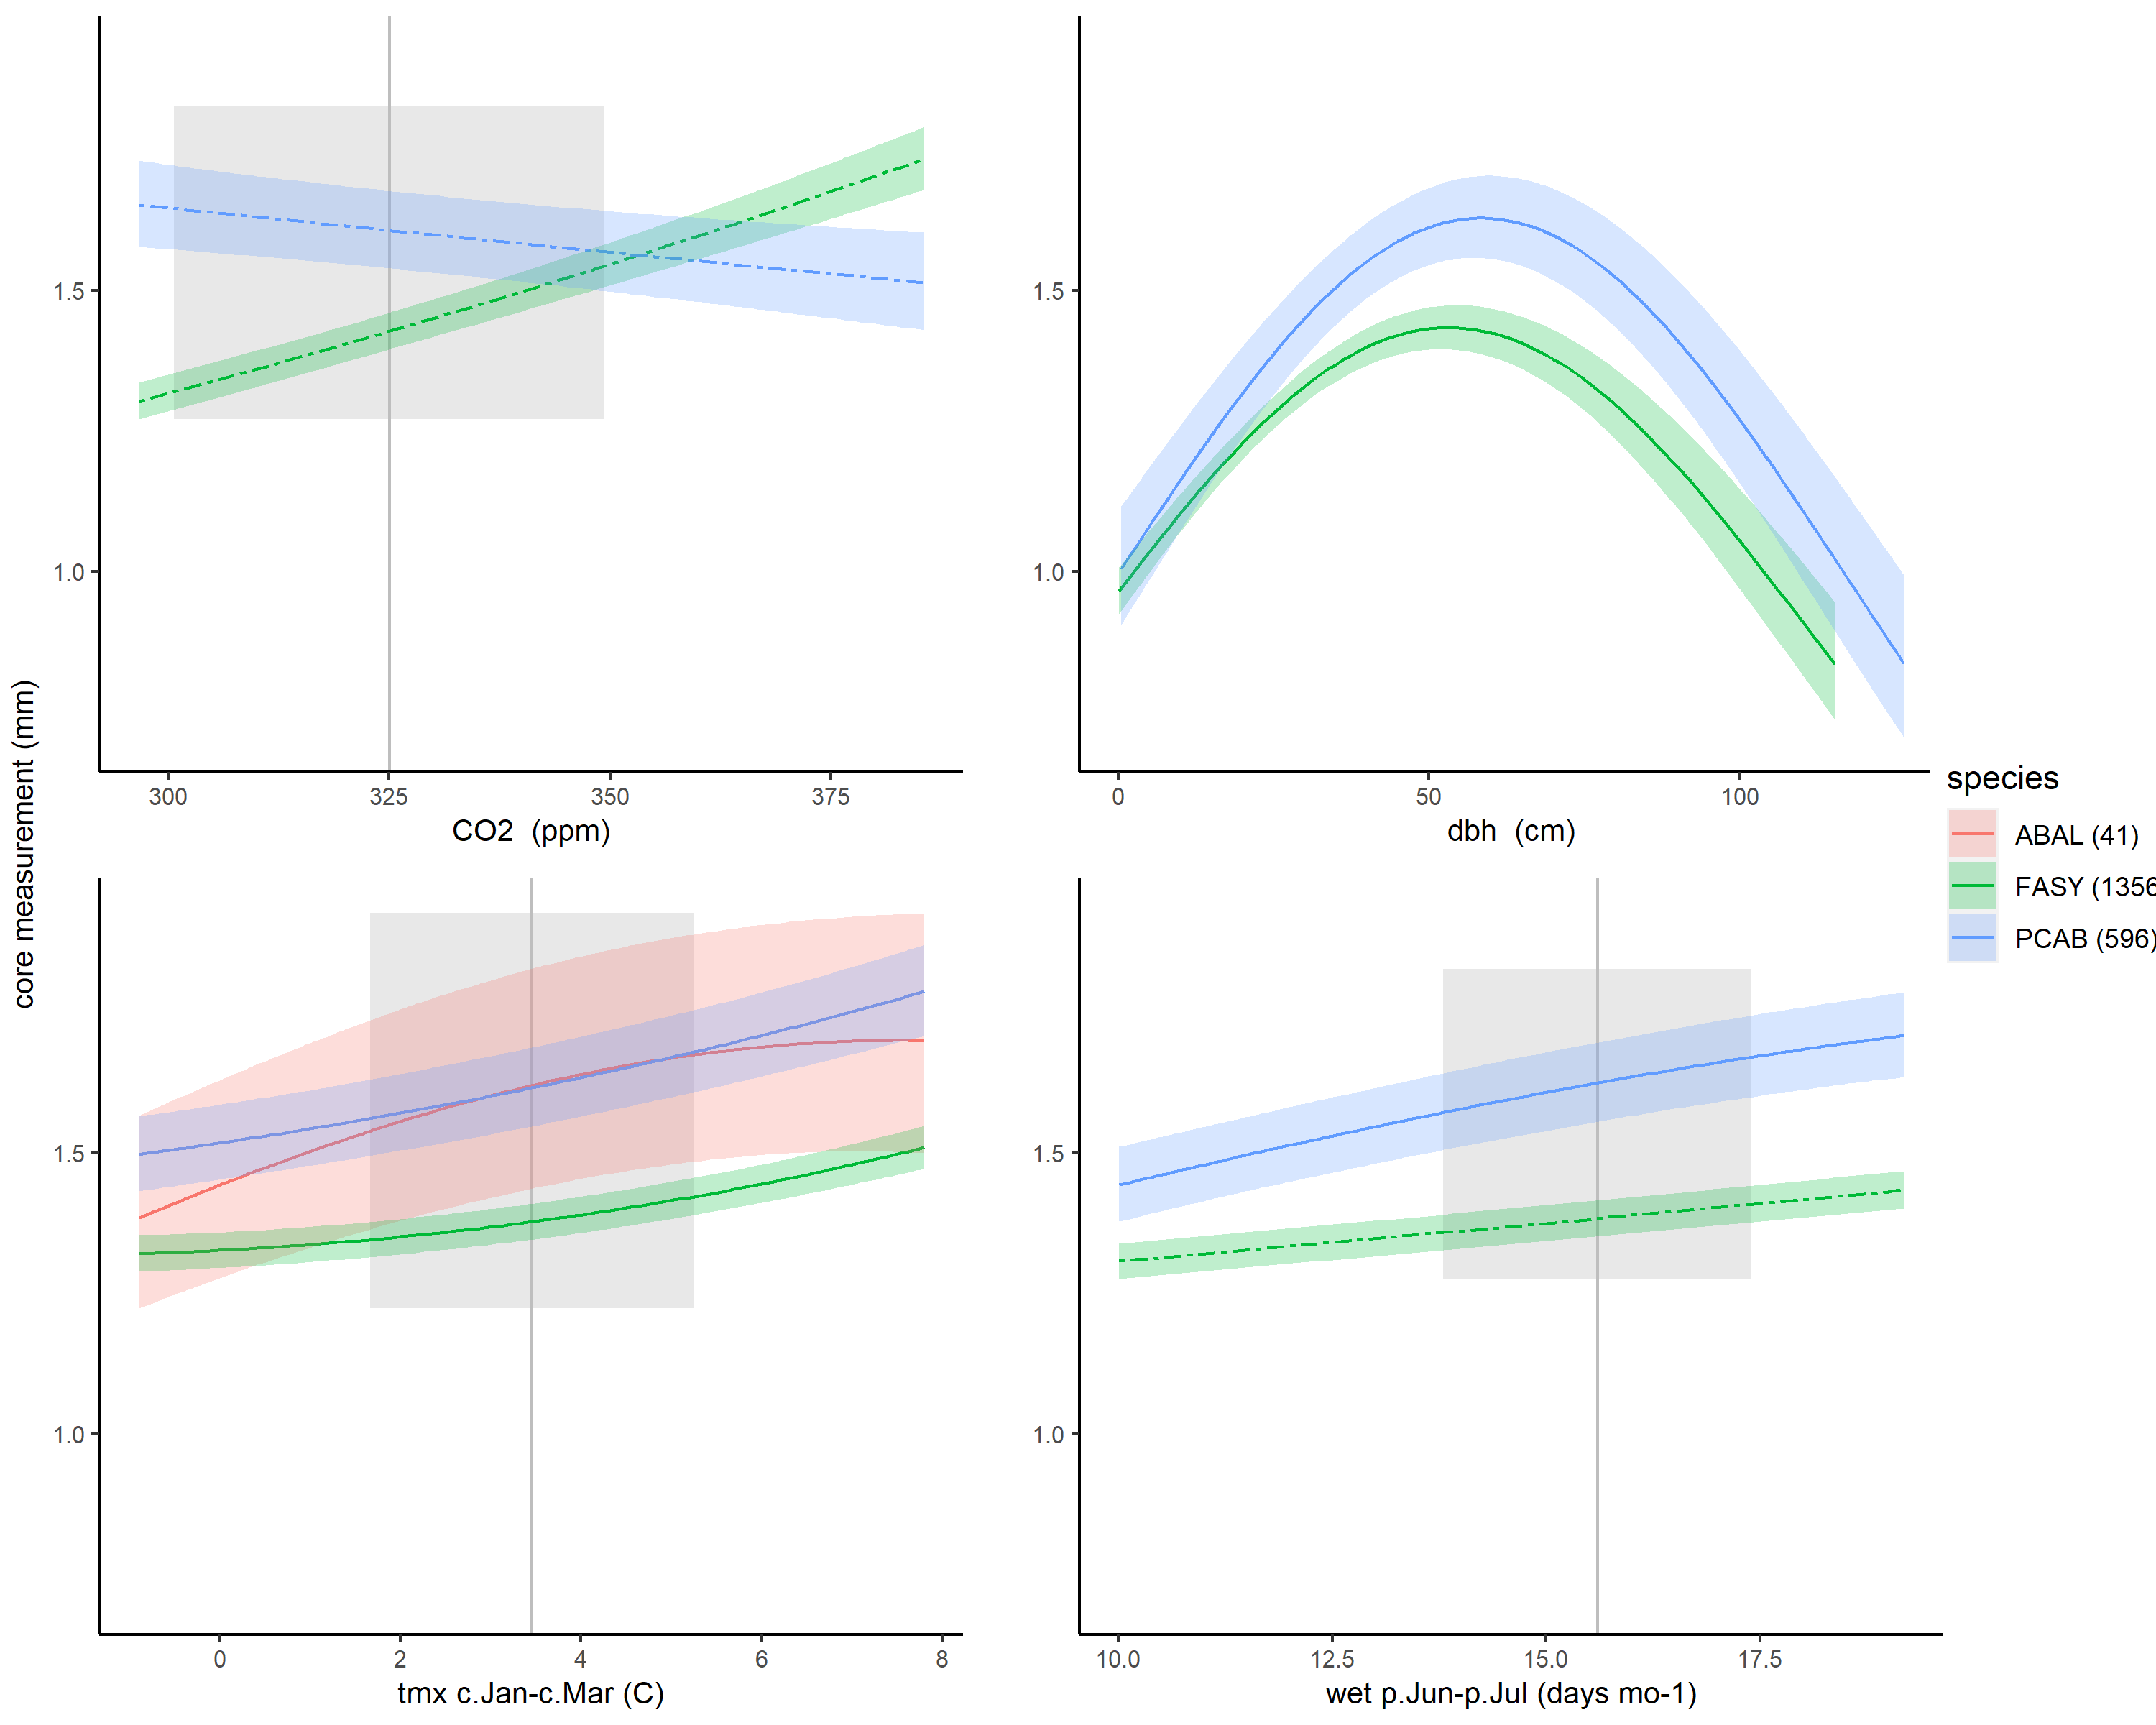 core measurement (mm)
1.5
1.0
300 325 350 375
CO2 (ppm)
1.5
1.0
0 50 100
dbh (cm)
1.5
1.0
0 2 4 6 8
tmx c.Jan-c.Mar (C)
1.5
1.0
10.0 12.5 15.0 17.5
wet p.Jun-p.Jul (days mo-1)
species
ABAL (41)
FASY (1356
PCAB (596)